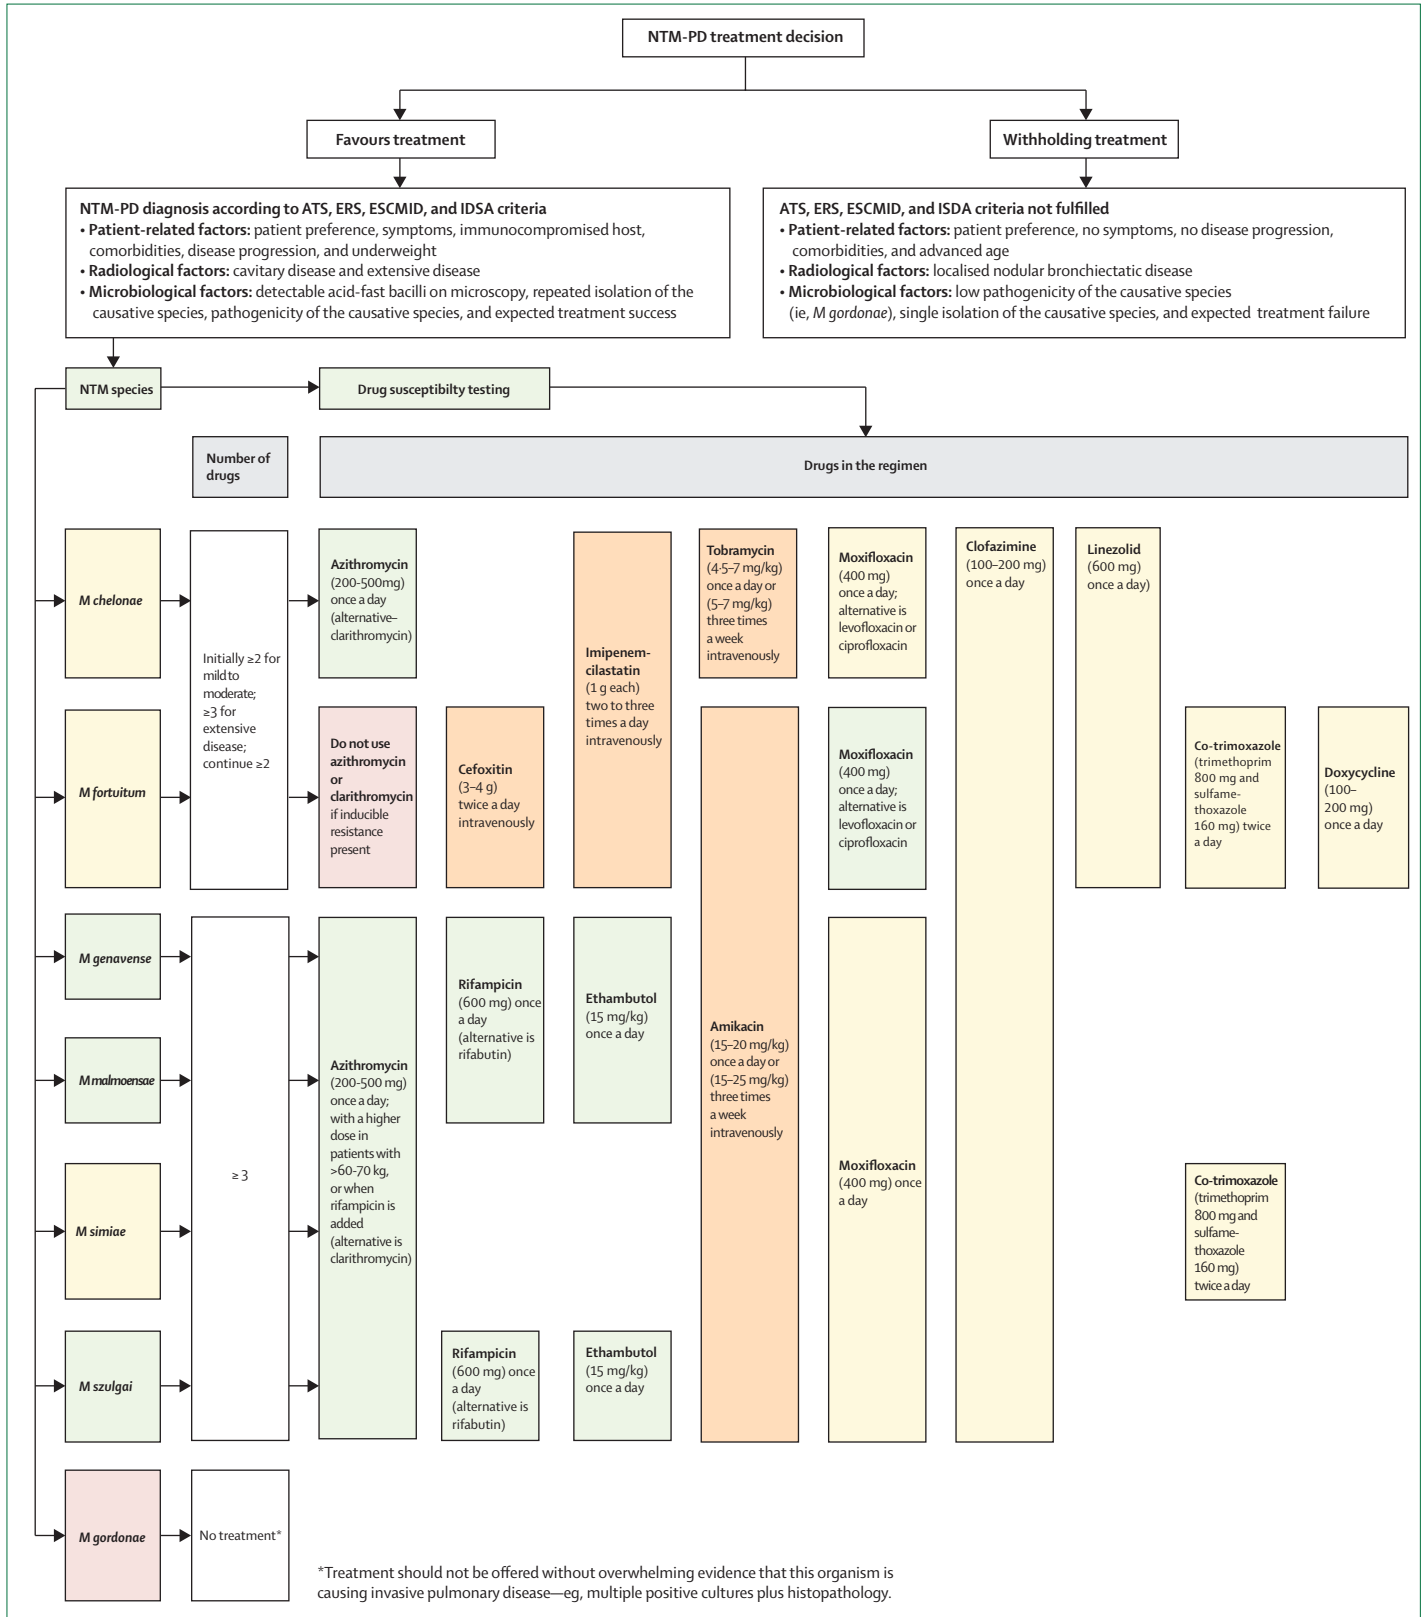 NTM-PD treatment decision
Favours treatment
Withholding treatment
NTM-PD diagnosis according to ATS, ERS, ESCMID, and IDSA criteria
• Patient-related factors: patient preference, symptoms, immunocompromised host,
comorbidities, disease progression, and underweight
• Radiological factors: cavitary disease and extensive disease
• Microbiological factors: detectable acid-fast bacilli on microscopy, repeated isolation of the
causative species, pathogenicity of the causative species, and expected treatment success
ATS, ERS, ESCMID, and ISDA criteria not fulfilled
• Patient-related factors: patient preference, no symptoms, no disease progression,
comorbidities, and advanced age
• Radiological factors: localised nodular bronchiectatic disease
• Microbiological factors: low pathogenicity of the causative species
(ie, M gordonae), single isolation of the causative species, and expected treatment failure
NTM species
Drug susceptibilty testing
Number of
drugs
Drugs in the regimen
M chelonae
Initially ≥2 for
mild to
moderate;
≥3 for
extensive
disease;
continue ≥2
Azithromycin
(200-500mg)
once a day
(alternative–
clarithromycin)
Imipenem-
cilastatin
(1 g each)
two to three
times a day
intravenously
Tobramycin
(4·5–7 mg/kg)
once a day or
(5–7 mg/kg)
three times
a week
intravenously
Moxifloxacin
(400 mg)
once a day;
alternative is
levofloxacin or
ciprofloxacin
Clofazimine
(100–200 mg)
once a day
Linezolid
(600 mg)
once a day)
M fortuitum
Do not use
azithromycin
or
clarithromycin
if inducible
resistance
present
Cefoxitin
(3–4 g)
twice a day
intravenously
Moxifloxacin
(400 mg)
once a day;
alternative is
levofloxacin or
ciprofloxacin
Co-trimoxazole
(trimethoprim
800 mg and
sulfame-
thoxazole
160 mg) twice
a day
Doxycycline
(100–
200 mg)
once a day
M genavense
M malmoensae
M simiae
M szulgai
≥ 3
Azithromycin
(200-500 mg)
once a day;
with a higher
dose in
patients with
>60-70 kg,
or when
rifampicin is
added
(alternative is
clarithromycin)
Rifampicin
(600 mg) once
a day
(alternative is
rifabutin)
Ethambutol
(15 mg/kg)
once a day
Amikacin
(15–20 mg/kg)
once a day or
(15–25 mg/kg)
three times
a week
intravenously
Moxifloxacin
(400 mg) once
a day
Co-trimoxazole
(trimethoprim
800 mg and
sulfame-
thoxazole
160 mg)
twice a day
Rifampicin
(600 mg) once
a day
(alternative is
rifabutin)
Ethambutol
(15 mg/kg)
once a day
M gordonae
No treatment*
*Treatment should not be offered without overwhelming evidence that this organism is
causing invasive pulmonary disease—eg, multiple positive cultures plus histopathology.